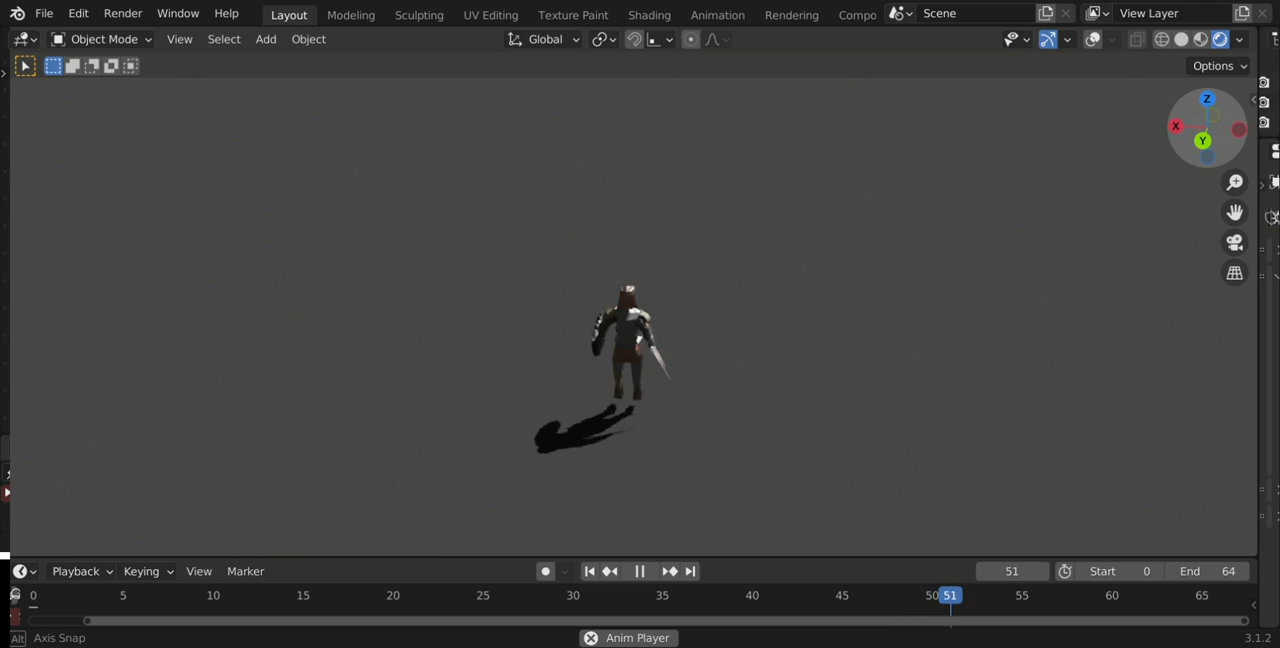 File Edit Render Window Help Layout Modeling Sculpting UV Editing Texture Paint Shading Animation Rendering Compo Scene View Layer
Object Mode View Select Add Object Global
Options
Z
X
Y
Playback Keying View Marker 51 Start 0 End 64
0 5 10 15 20 25 30 35 40 45 50 51 55 60 65
Alt Axis Snap Anim Player 3.1.2